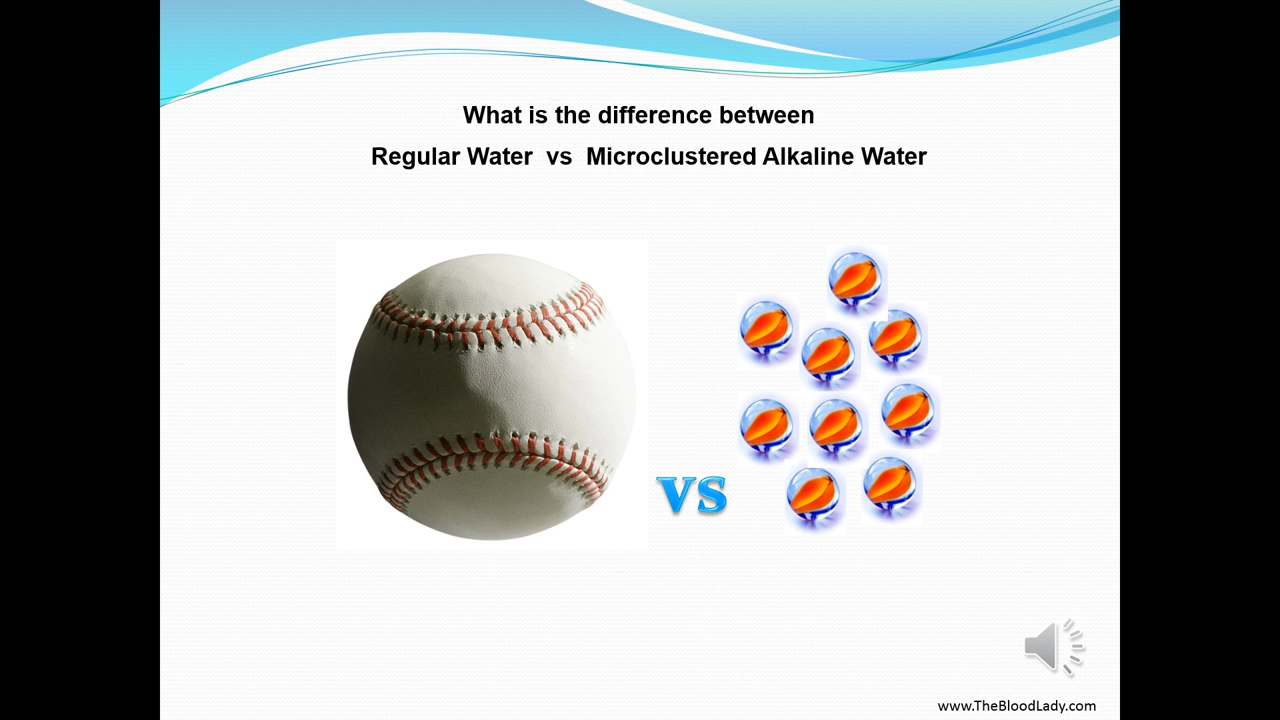 What is the difference between
Regular Water vs Microclustered Alkaline Water
vs
www.TheBloodLady.com